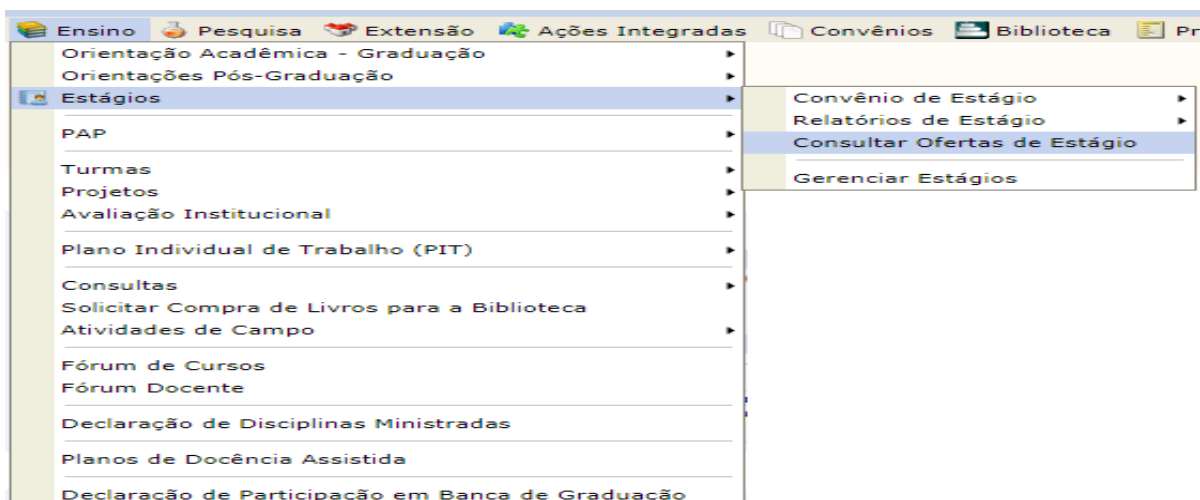 Ensino Pesquisa Extensão Ações Integradas Convênios Biblioteca Pr
Orientação Acadêmica - Graduação
Orientações Pós-Graduação
Estágios
PAP
Turmas
Projetos
Avaliação Institucional
Plano Individual de Trabalho (PIT)
Consultas
Solicitar Compra de Livros para a Biblioteca
Atividades de Campo
Fórum de Cursos
Fórum Docente
Declaração de Disciplinas Ministradas
Planos de Docência Assistida
Declaração de Participação em Banca de Graduação
Convênio de Estágio
Relatórios de Estágio
Consultar Ofertas de Estágio
Gerenciar Estágios